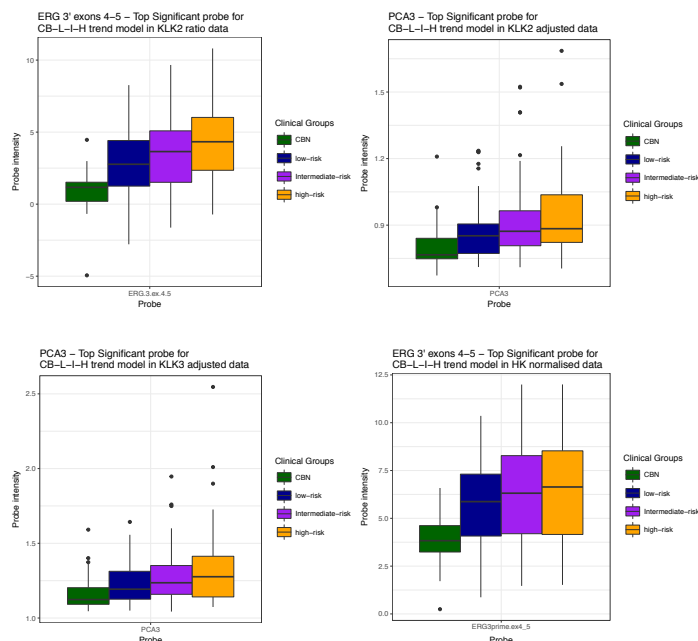 ERG 3' exons 4−5 − Top Significant probe for
CB−L−I−H trend model in KLK2 ratio data
10
5
0
−5
Probe intensity
ERG.3.ex.4.5
Probe
Clinical Groups
CBN
low−risk
Intermediate−risk
high−risk
PCA3 − Top Significant probe for
CB−L−I−H trend model in KLK2 adjusted data
1.5
1.2
0.9
Probe intensity
PCA3
Probe
Clinical Groups
CBN
low−risk
Intermediate−risk
high−risk
PCA3 − Top Significant probe for
CB−L−I−H trend model in KLK3 adjusted data
2.5
2.0
1.5
1.0
Probe intensity
PCA3
Probe
Clinical Groups
CBN
low−risk
Intermediate−risk
high−risk
ERG 3' exons 4−5 − Top Significant probe for
CB−L−I−H trend model in HK normalised data
12.5
10.0
7.5
5.0
2.5
0.0
Probe intensity
ERG3prime.ex4_5
Probe
Clinical Groups
CBN
low−risk
Intermediate−risk
high−risk